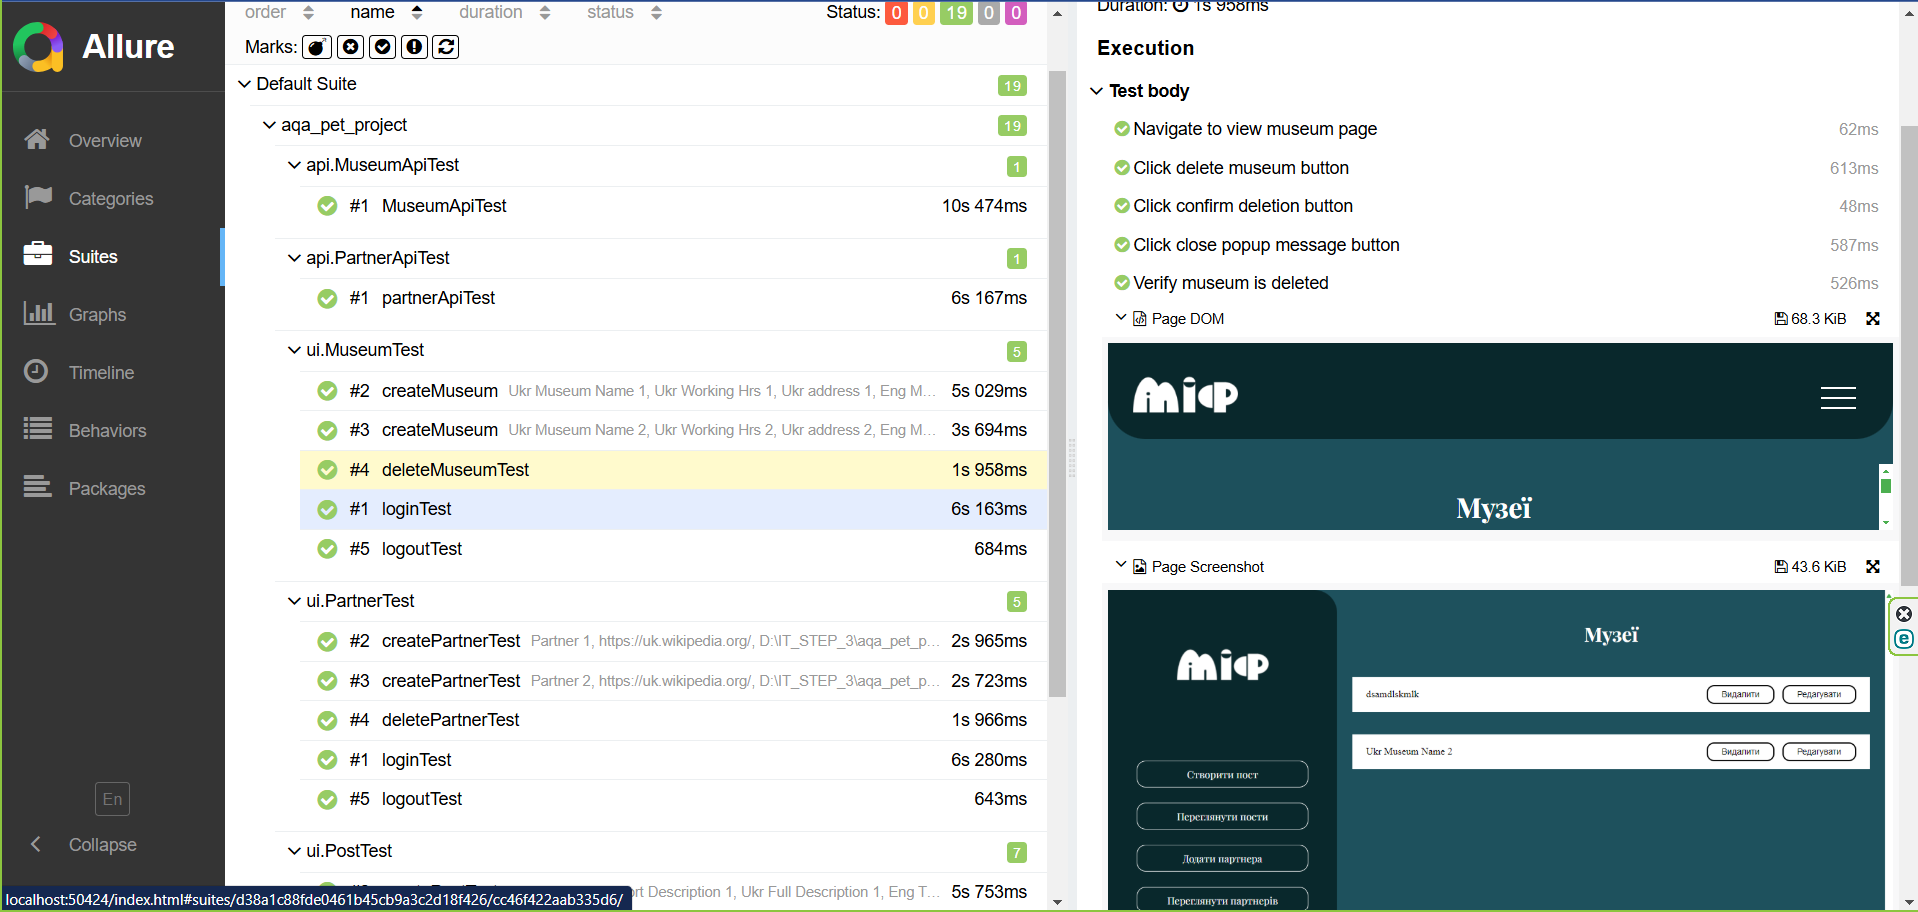 Allure
Overview
Categories
Suites
Graphs
Timeline
Behaviors
Packages
En
Collapse
order name duration status Status: 0 0 19 0 0
Marks:
Default Suite 19
aqa_pet_project 19
api.MuseumApiTest 1
#1 MuseumApiTest 10s 474ms
api.PartnerApiTest 1
#1 partnerApiTest 6s 167ms
ui.MuseumTest 5
#2 createMuseum Ukr Museum Name 1, Ukr Working Hrs 1, Ukr address 1, Eng M... 5s 029ms
#3 createMuseum Ukr Museum Name 2, Ukr Working Hrs 2, Ukr address 2, Eng M... 3s 694ms
#4 deleteMuseumTest 1s 958ms
#1 loginTest 6s 163ms
#5 logoutTest 684ms
ui.PartnerTest 5
#2 createPartnerTest Partner 1, https://uk.wikipedia.org/, D:\IT_STEP_3\aqa_pet_p... 2s 965ms
#3 createPartnerTest Partner 2, https://uk.wikipedia.org/, D:\IT_STEP_3\aqa_pet_p... 2s 723ms
#4 deletePartnerTest 1s 966ms
#1 loginTest 6s 280ms
#5 logoutTest 643ms
ui.PostTest 7
ort Description 1, Ukr Full Description 1, Eng T... 5s 753ms
localhost:50424/index.html#suites/d38a1c88fde0461b45cb9a3c2d18f426/cc46f422aab335d6/
Duration: 1s 958ms
Execution
Test body
Navigate to view museum page 62ms
Click delete museum button 613ms
Click confirm deletion button 48ms
Click close popup message button 587ms
Verify museum is deleted 526ms
Page DOM 68.3 KiB
міф
Музеї
Page Screenshot 43.6 KiB
міф
Створити пост
Переглянути пости
Додати партнера
Переглянути партнерів
Музеї
dsamdlskmlk Видалити Редагувати
Ukr Museum Name 2 Видалити Редагувати